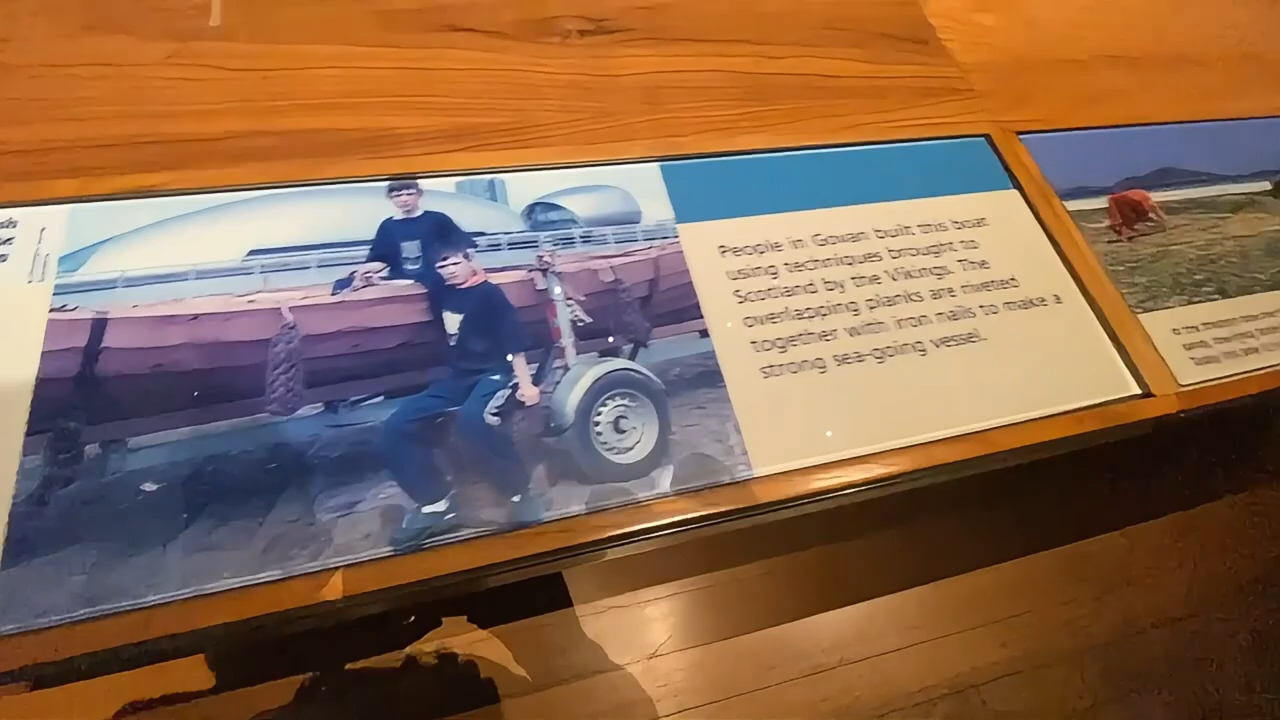 People in Govan built this boat
using techniques brought to
Scotland by the Vikings. The
overlapping planks are riveted
together with iron nails to make a
strong sea-going vessel.